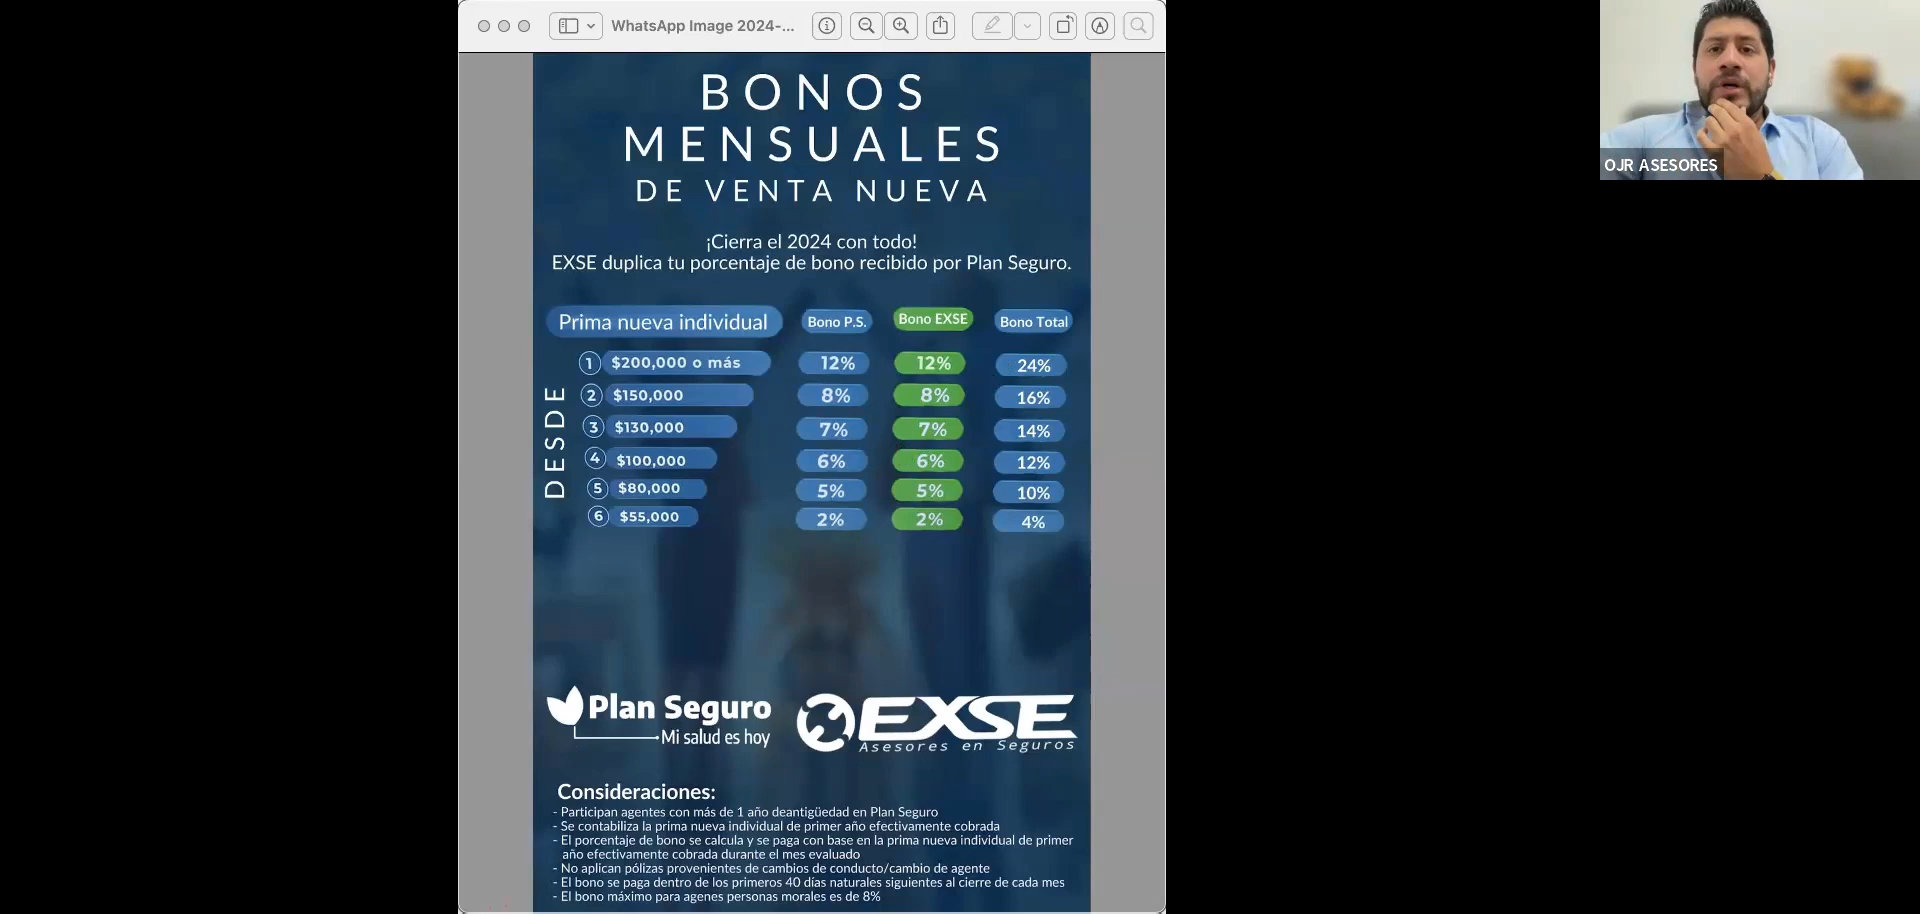 WhatsApp Image 2024-...
OJR ASESORES
BONOS
MENSUALES
DE VENTA NUEVA
¡Cierra el 2024 con todo!
EXSE duplica tu porcentaje de bono recibido por Plan Seguro.
Prima nueva individual Bono P.S. Bono EXSE Bono Total
DESDE
1 $200,000 o más 12% 12% 24%
2 $150,000 8% 8% 16%
3 $130,000 7% 7% 14%
4 $100,000 6% 6% 12%
5 $80,000 5% 5% 10%
6 $55,000 2% 2% 4%
Plan Seguro
Mi salud es hoy
EXSE
Asesores en Seguros
Consideraciones:
- Participan agentes con más de 1 año deantigüedad en Plan Seguro
- Se contabiliza la prima nueva individual de primer año efectivamente cobrada
- El porcentaje de bono se calcula y se paga con base en la prima nueva individual de primer
año efectivamente cobrada durante el mes evaluado
- No aplican pólizas provenientes de cambios de conducto/cambio de agente
- El bono se paga dentro de los primeros 40 días naturales siguientes al cierre de cada mes
- El bono máximo para agenes personas morales es de 8%